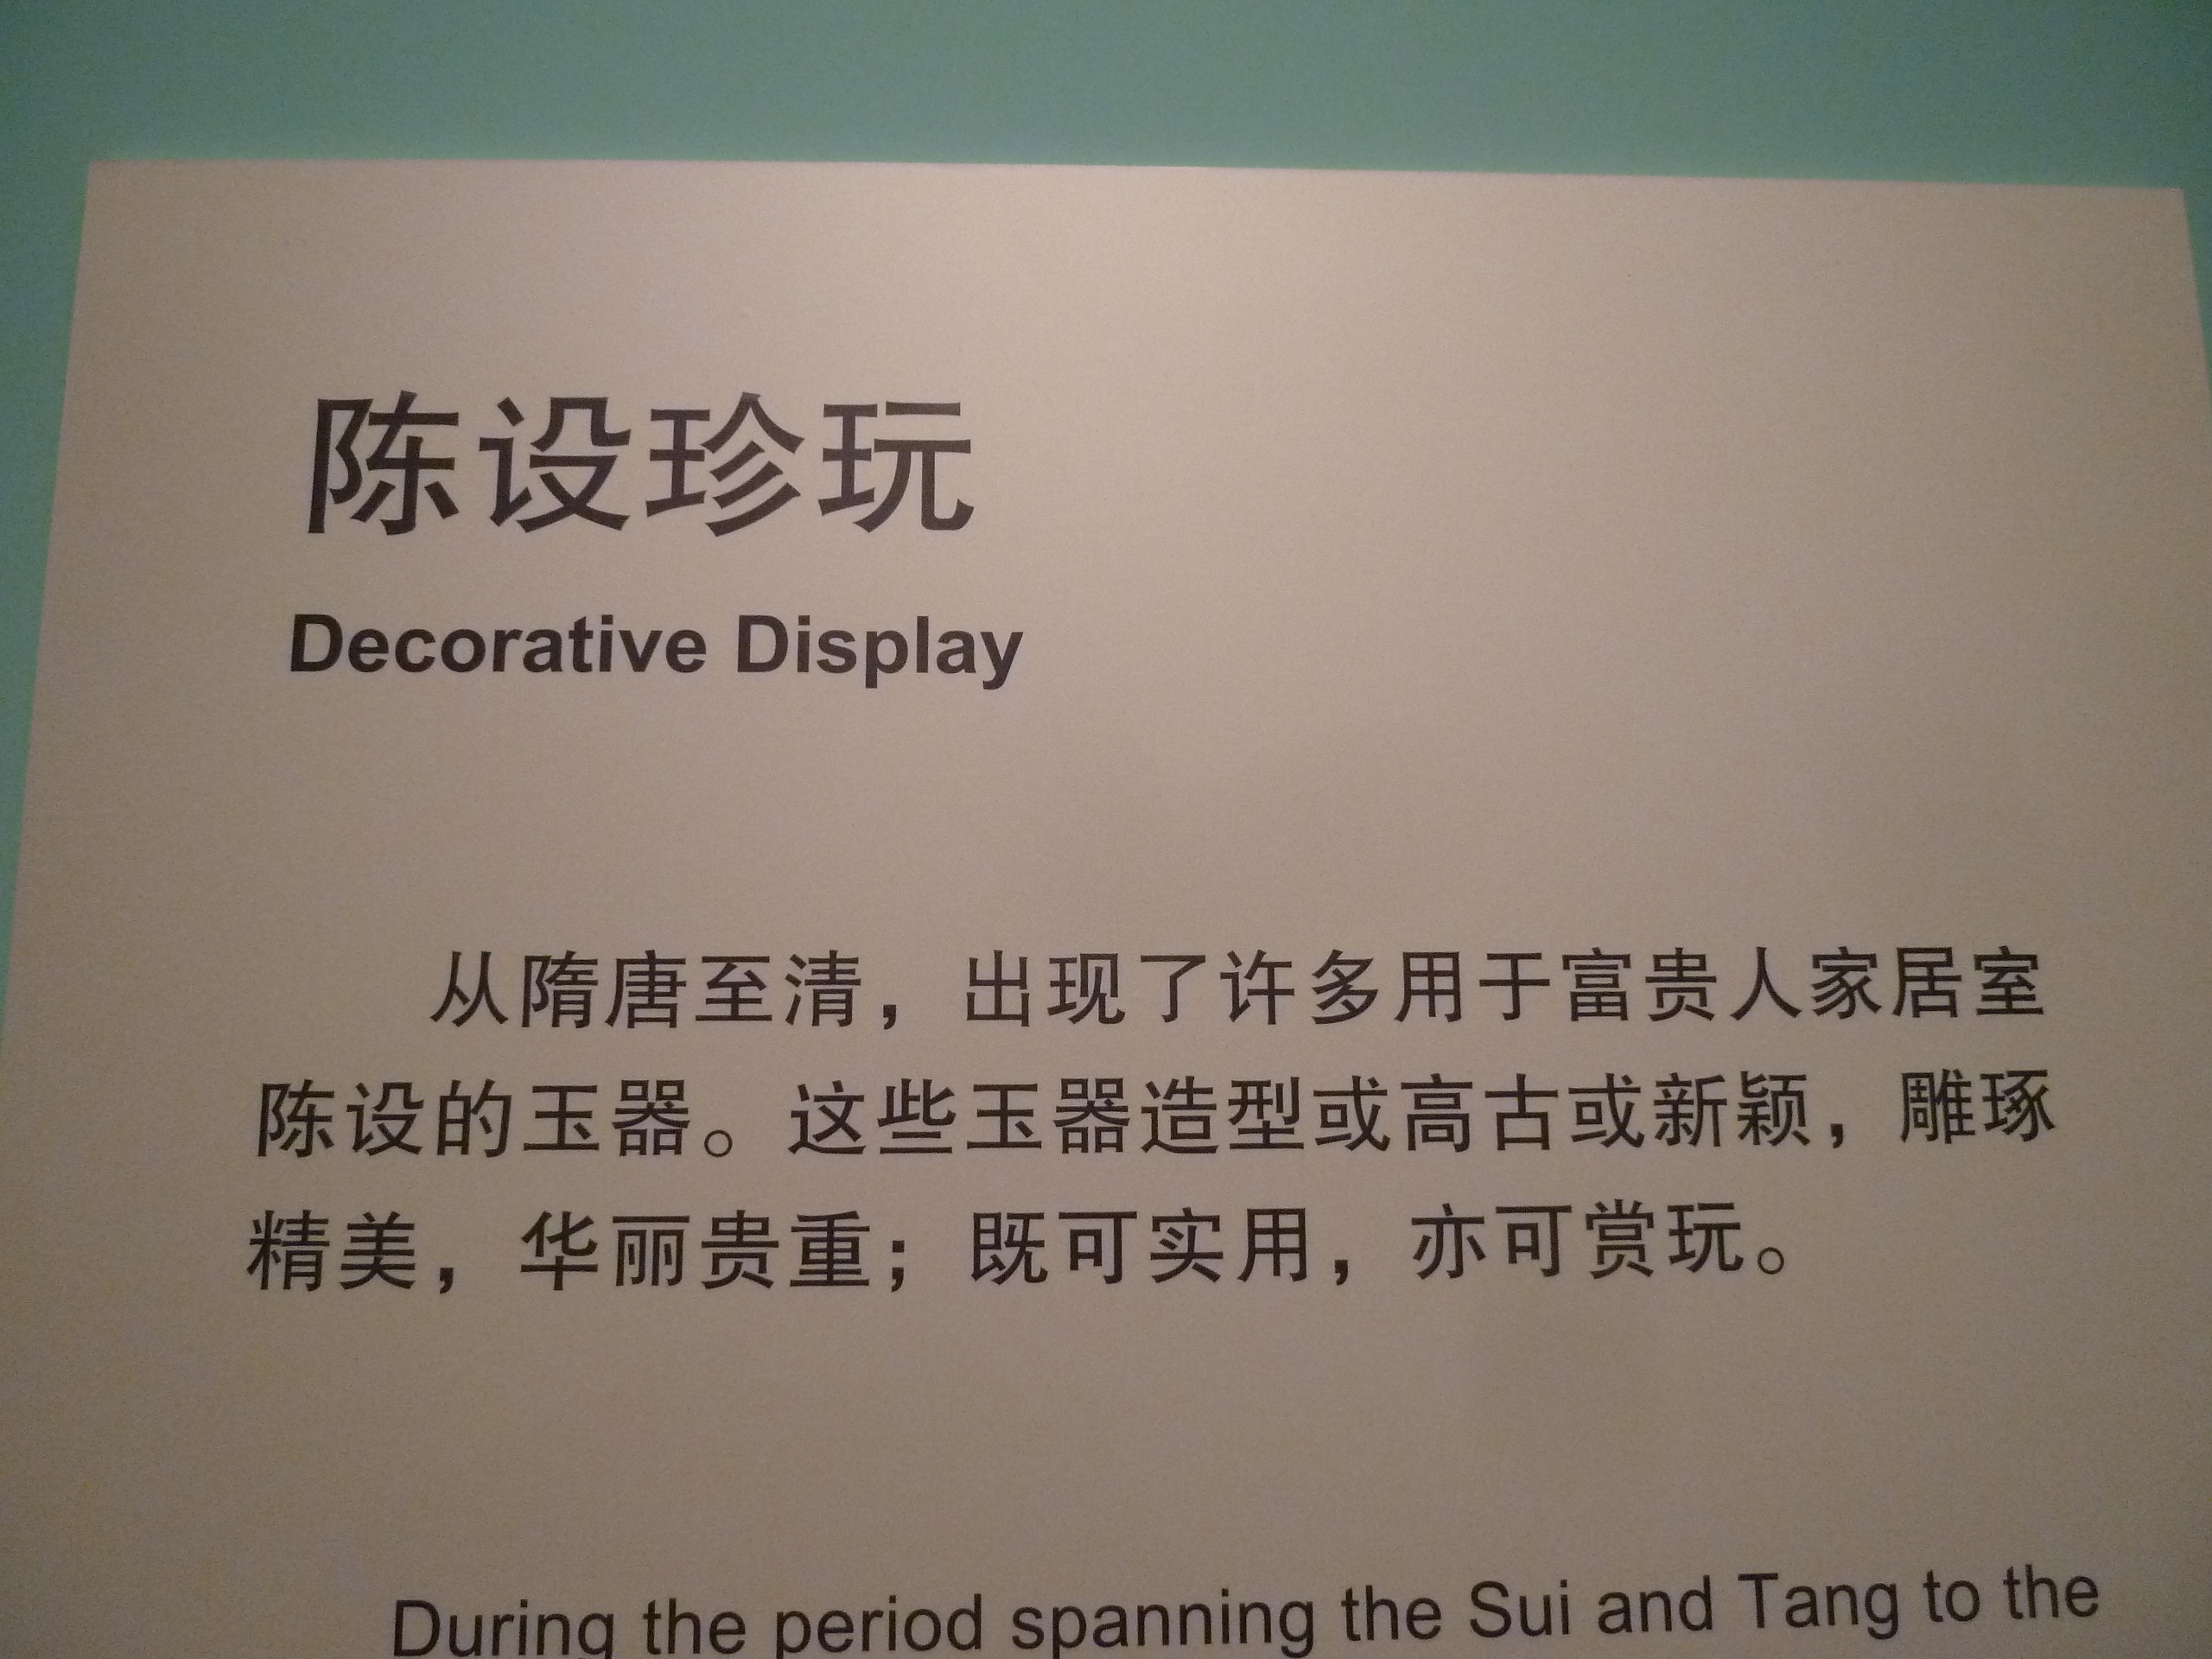 陈设珍玩
Decorative Display
从隋唐至清，出现了许多用于富贵人家居室
陈设的玉器。这些玉器造型或高古或新颖，雕琢
精美，华丽贵重；既可实用，亦可赏玩。
During the period spanning the Sui and Tang to the